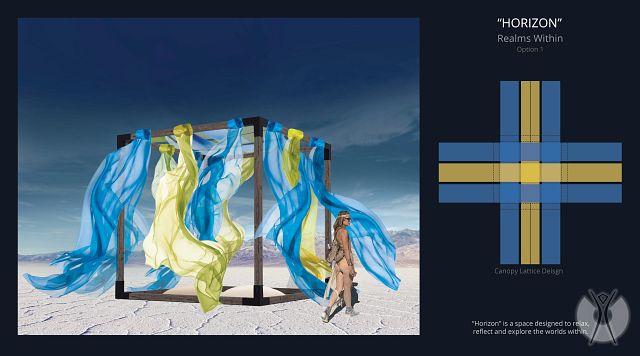 “HORIZON”
Realms Within
Option 1
Canopy Lattice Deisgn
“Horizon” is a space designed to relax,
reflect and explore the worlds within.